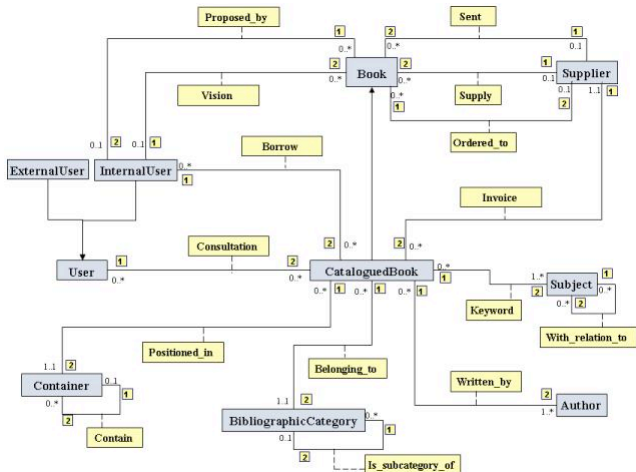 Proposed_by
Sent
1
2
1
0..*
0..*
0..1
Book
Supplier
2
0..*
2
0..*
1
0..1
1
1..1
Vision
Supply
0..*
1
0..1
2
Ordered_to
0..1
2
0..1
1
Borrow
ExternalUser
InternalUser
0..*
1
Invoice
Consultation
2
0..*
2
0..*
User
1
0..*
2
0..*
CataloguedBook
0..*
1
1..*
2
Subject
1
0..*
0..*
2
0..*
1
0..*
1
0..*
1
Keyword
With_relation_to
Positioned_in
Belonging_to
Written_by
1..1
2
Container
0..1
1
0..*
2
Contain
1..1
2
BibliographicCategory
0..*
1
0..1
2
Is_subcategory_of
2
1..*
Author